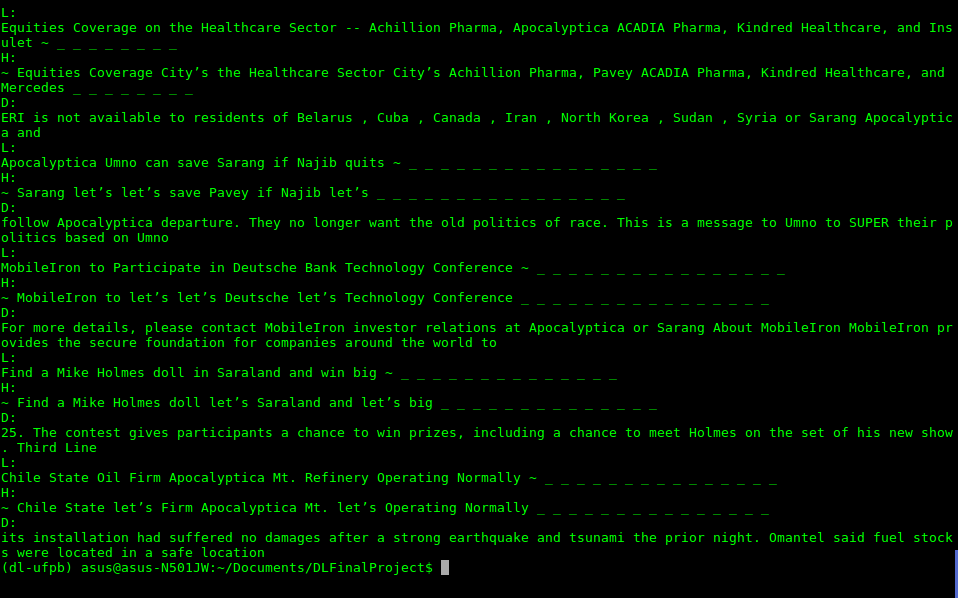 L:
Equities Coverage on the Healthcare Sector -- Achillion Pharma, Apocalyptica ACADIA Pharma, Kindred Healthcare, and Ins
ulet ~ _ _ _ _ _ _ _ _
H:
~ Equities Coverage City’s the Healthcare Sector City’s Achillion Pharma, Pavey ACADIA Pharma, Kindred Healthcare, and
Mercedes _ _ _ _ _ _ _ _
D:
ERI is not available to residents of Belarus , Cuba , Canada , Iran , North Korea , Sudan , Syria or Sarang Apocalyptic
a and
L:
Apocalyptica Umno can save Sarang if Najib quits ~ _ _ _ _ _ _ _ _ _ _ _ _ _ _ _ _
H:
~ Sarang let’s let’s save Pavey if Najib let’s _ _ _ _ _ _ _ _ _ _ _ _ _ _ _ _
D:
follow Apocalyptica departure. They no longer want the old politics of race. This is a message to Umno to SUPER their p
olitics based on Umno
L:
MobileIron to Participate in Deutsche Bank Technology Conference ~ _ _ _ _ _ _ _ _ _ _ _ _ _ _ _ _
H:
~ MobileIron to let’s let’s Deutsche let’s Technology Conference _ _ _ _ _ _ _ _ _ _ _ _ _ _ _ _
D:
For more details, please contact MobileIron investor relations at Apocalyptica or Sarang About MobileIron MobileIron pr
ovides the secure foundation for companies around the world to
L:
Find a Mike Holmes doll in Saraland and win big ~ _ _ _ _ _ _ _ _ _ _ _ _ _ _
H:
~ Find a Mike Holmes doll let’s Saraland and let’s big _ _ _ _ _ _ _ _ _ _ _ _ _ _
D:
25. The contest gives participants a chance to win prizes, including a chance to meet Holmes on the set of his new show
. Third Line
L:
Chile State Oil Firm Apocalyptica Mt. Refinery Operating Normally ~ _ _ _ _ _ _ _ _ _ _ _ _ _ _ _
H:
~ Chile State let’s Firm Apocalyptica Mt. let’s Operating Normally _ _ _ _ _ _ _ _ _ _ _ _ _ _ _
D:
its installation had suffered no damages after a strong earthquake and tsunami the prior night. Omantel said fuel stock
s were located in a safe location
(dl-ufpb) asus@asus-N501JW:~/Documents/DLFinalProject$